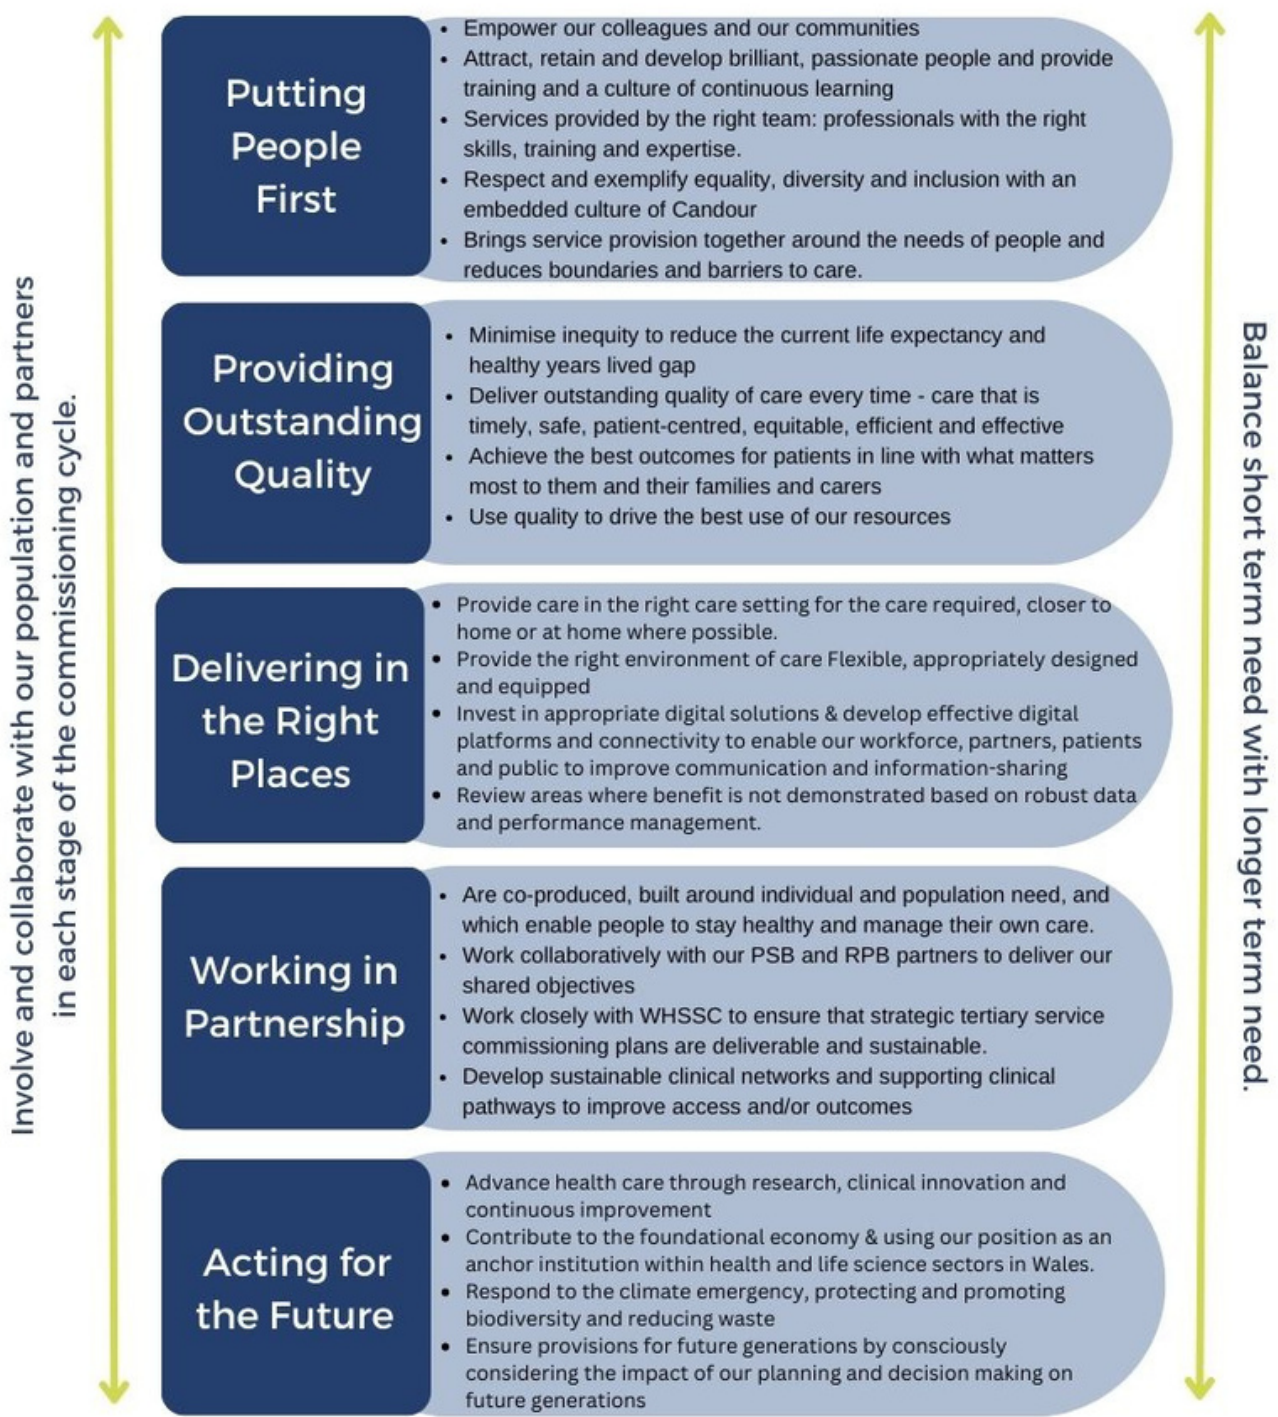 Involve and collaborate with our population and partners
in each stage of the commissioning cycle.
Putting
People
First
• Empower our colleagues and our communities
• Attract, retain and develop brilliant, passionate people and provide
training and a culture of continuous learning
• Services provided by the right team: professionals with the right
skills, training and expertise.
• Respect and exemplify equality, diversity and inclusion with an
embedded culture of Candour
• Brings service provision together around the needs of people and
reduces boundaries and barriers to care.
Providing
Outstanding
Quality
• Minimise inequity to reduce the current life expectancy and
healthy years lived gap
• Deliver outstanding quality of care every time - care that is
timely, safe, patient-centred, equitable, efficient and effective
• Achieve the best outcomes for patients in line with what matters
most to them and their families and carers
• Use quality to drive the best use of our resources
Delivering in
the Right
Places
• Provide care in the right care setting for the care required, closer to
home or at home where possible.
• Provide the right environment of care Flexible, appropriately designed
and equipped
• Invest in appropriate digital solutions & develop effective digital
platforms and connectivity to enable our workforce, partners, patients
and public to improve communication and information-sharing
• Review areas where benefit is not demonstrated based on robust data
and performance management.
Working in
Partnership
• Are co-produced, built around individual and population need, and
which enable people to stay healthy and manage their own care.
• Work collaboratively with our PSB and RPB partners to deliver our
shared objectives
• Work closely with WHSSC to ensure that strategic tertiary service
commissioning plans are deliverable and sustainable.
• Develop sustainable clinical networks and supporting clinical
pathways to improve access and/or outcomes
Acting for
the Future
• Advance health care through research, clinical innovation and
continuous improvement
• Contribute to the foundational economy & using our position as an
anchor institution within health and life science sectors in Wales.
• Respond to the climate emergency, protecting and promoting
biodiversity and reducing waste
• Ensure provisions for future generations by consciously
considering the impact of our planning and decision making on
future generations
Balance short term need with longer term need.